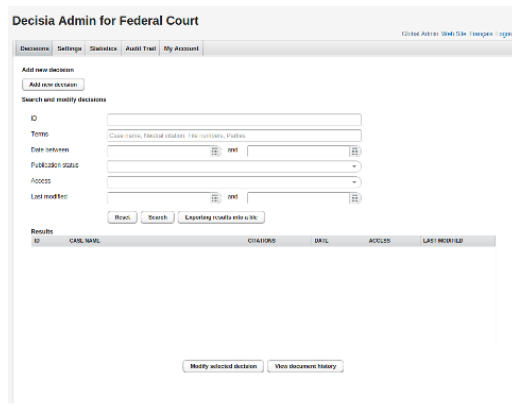 Decisia Admin for Federal Court
Global Admin Web Site Français Logout
Decisions Settings Statistics Audit Trail My Account
Add new decision
Add new decision
Search and modify decisions
ID
Terms Case name, Neutral citation, File numbers, Parties
Date between and
Publication status
Access
Last modified and
Reset Search Exporting results into a file
Results
ID CASE NAME CITATIONS DATE ACCESS LAST MODIFIED
Modify selected decision View document history